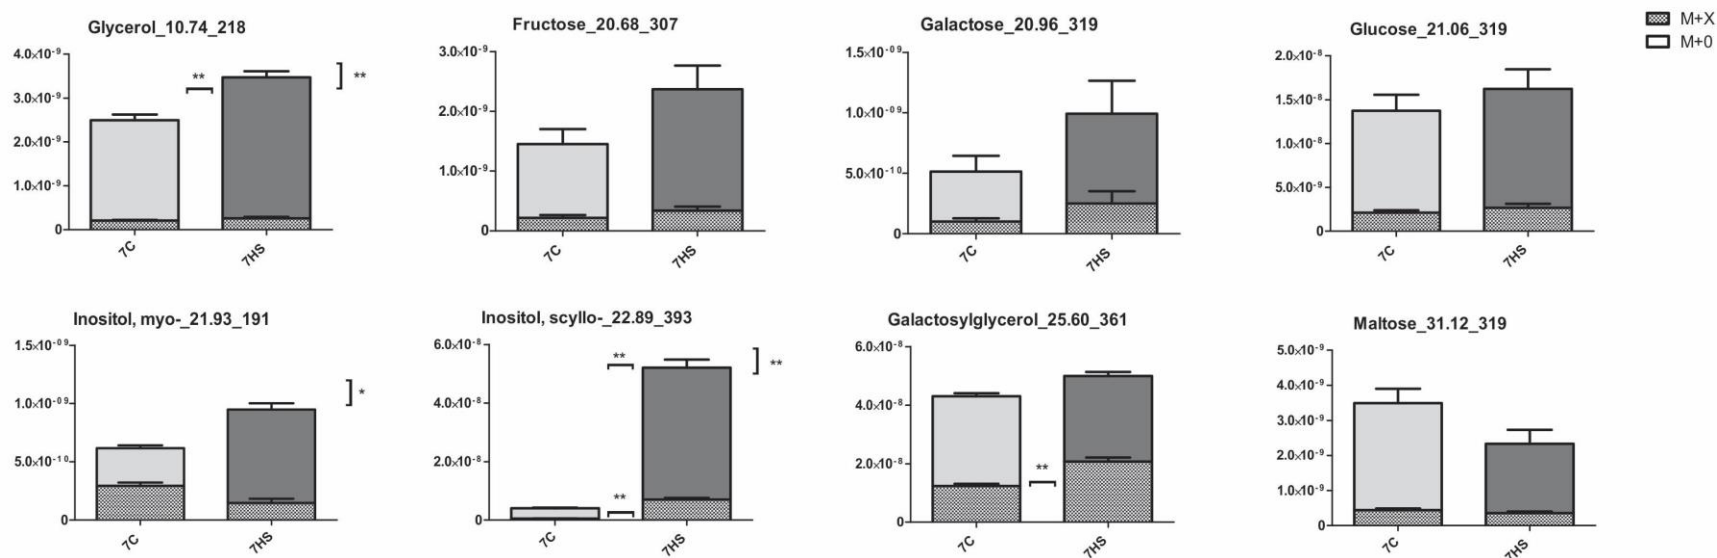 Glycerol_10.74_218
4.0×10⁻⁹
3.0×10⁻⁹
2.0×10⁻⁹
1.0×10⁻⁹
0
**
**
7C
7HS
Fructose_20.68_307
3.0×10⁻⁹
2.0×10⁻⁹
1.0×10⁻⁹
0
7C
7HS
Galactose_20.96_319
1.5×10⁻⁰⁹
1.0×10⁻⁰⁹
5.0×10⁻¹⁰
0
7C
7HS
Glucose_21.06_319
2.0×10⁻⁸
1.5×10⁻⁸
1.0×10⁻⁸
5.0×10⁻⁹
0
7C
7HS
M+X
M+0
Inositol, myo-_21.93_191
1.5×10⁻⁰⁹
1.0×10⁻⁰⁹
5.0×10⁻¹⁰
0
*
7C
7HS
Inositol, scyllo-_22.89_393
6.0×10⁻⁸
4.0×10⁻⁸
2.0×10⁻⁸
0
**
**
**
7C
7HS
Galactosylglycerol_25.60_361
6.0×10⁻⁸
4.0×10⁻⁸
2.0×10⁻⁸
0
**
7C
7HS
Maltose_31.12_319
5.0×10⁻⁹
4.0×10⁻⁹
3.0×10⁻⁹
2.0×10⁻⁹
1.0×10⁻⁹
0
7C
7HS